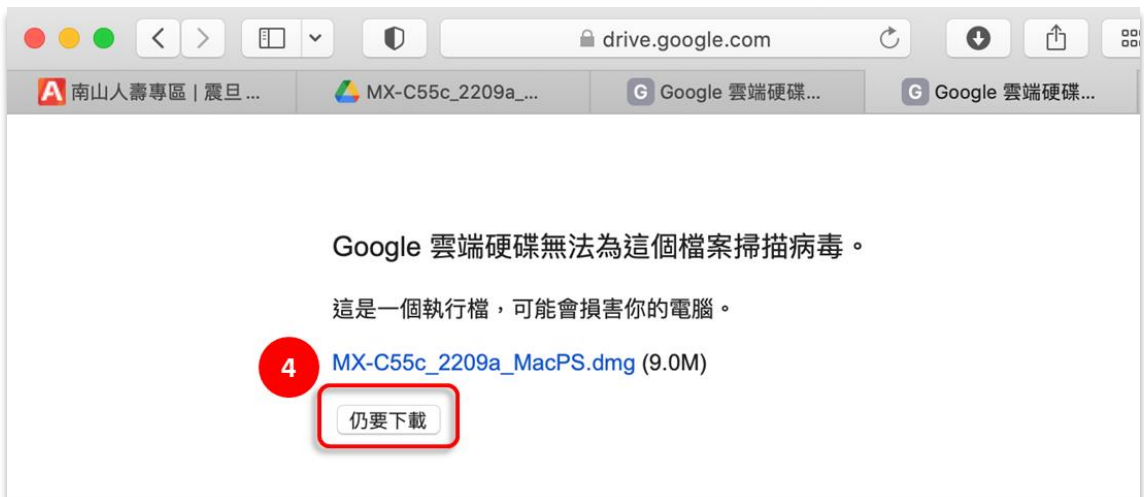 drive.google.com
南山人壽專區 | 震旦...
MX-C55c_2209a_...
G Google 雲端硬碟...
G Google 雲端硬碟...
Google 雲端硬碟無法為這個檔案掃描病毒。
這是一個執行檔，可能會損害你的電腦。
4
MX-C55c_2209a_MacPS.dmg (9.0M)
仍要下載